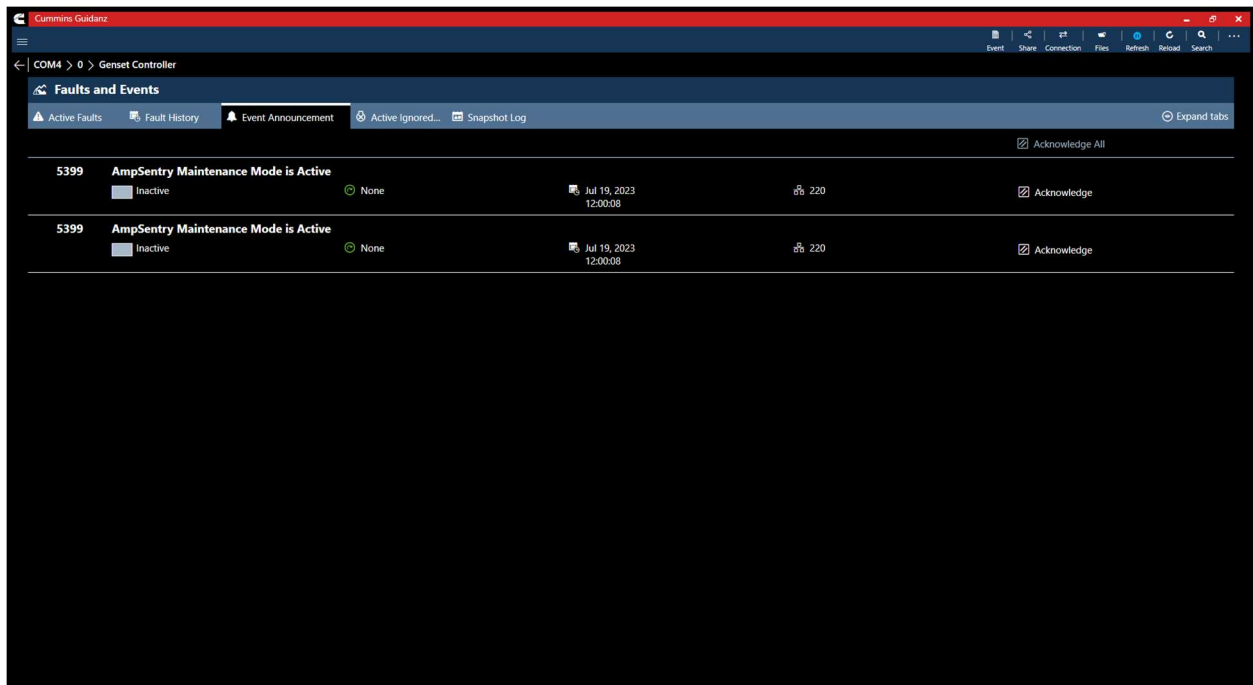 Cummins Guidanz
Event Share Connection Files Refresh Reload Search
COM4 > 0 > Genset Controller
Faults and Events
Active Faults Fault History Event Announcement Active Ignored... Snapshot Log Expand tabs
Acknowledge All
5399 AmpSentry Maintenance Mode is Active
Inactive None Jul 19, 2023 220 Acknowledge
12:00:08
5399 AmpSentry Maintenance Mode is Active
Inactive None Jul 19, 2023 220 Acknowledge
12:00:08